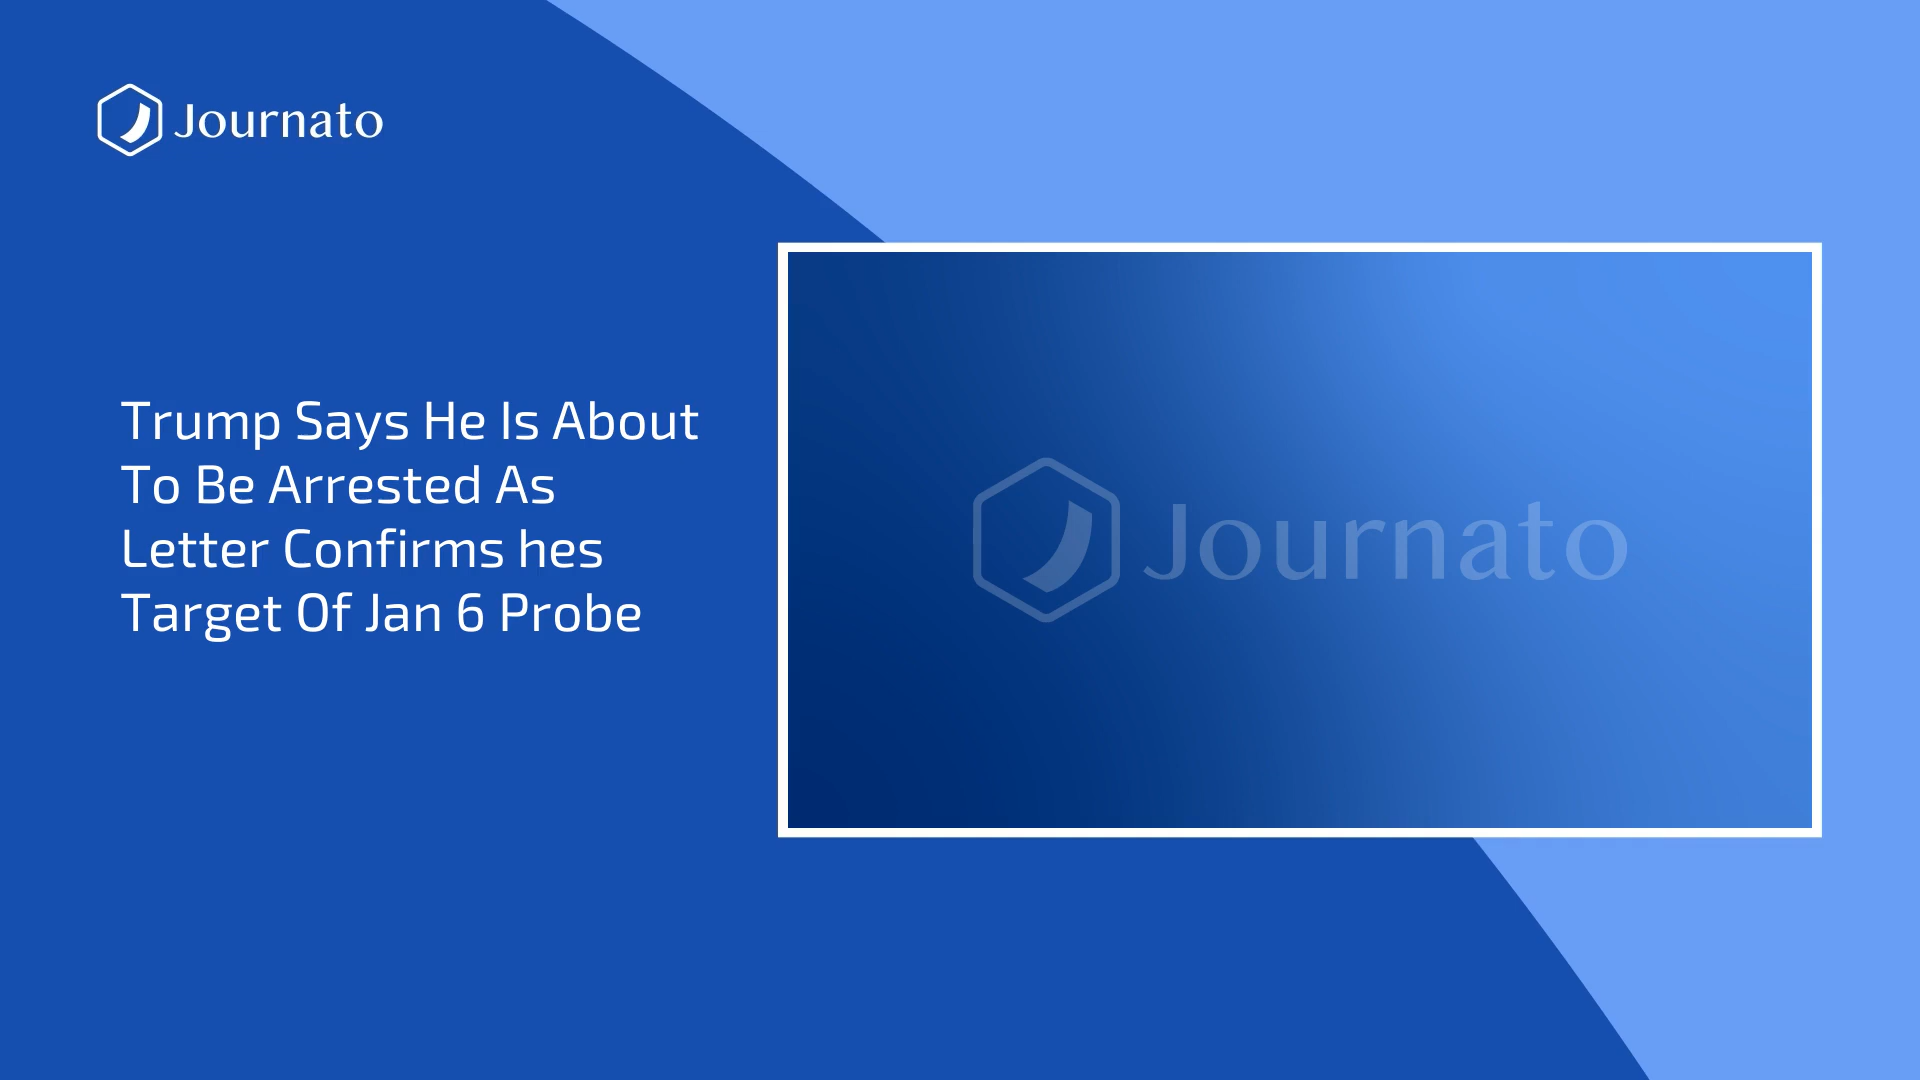 Journato
Trump Says He Is About
To Be Arrested As
Letter Confirms hes
Target Of Jan 6 Probe
Journato